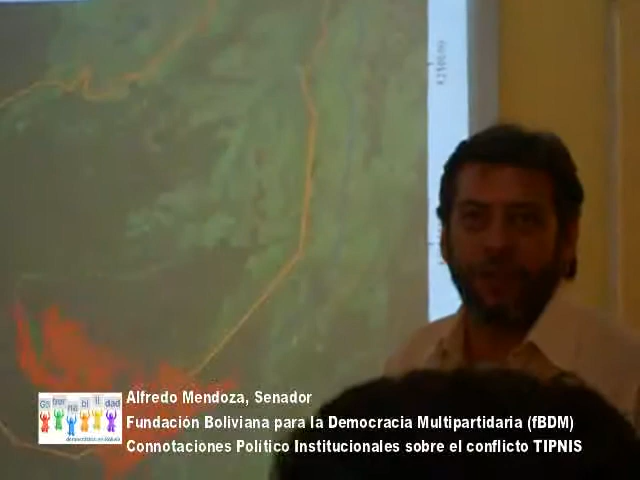 Alfredo Mendoza, Senador
Fundación Boliviana para la Democracia Multipartidaria (fBDM)
Connotaciones Político Institucionales sobre el conflicto TIPNIS